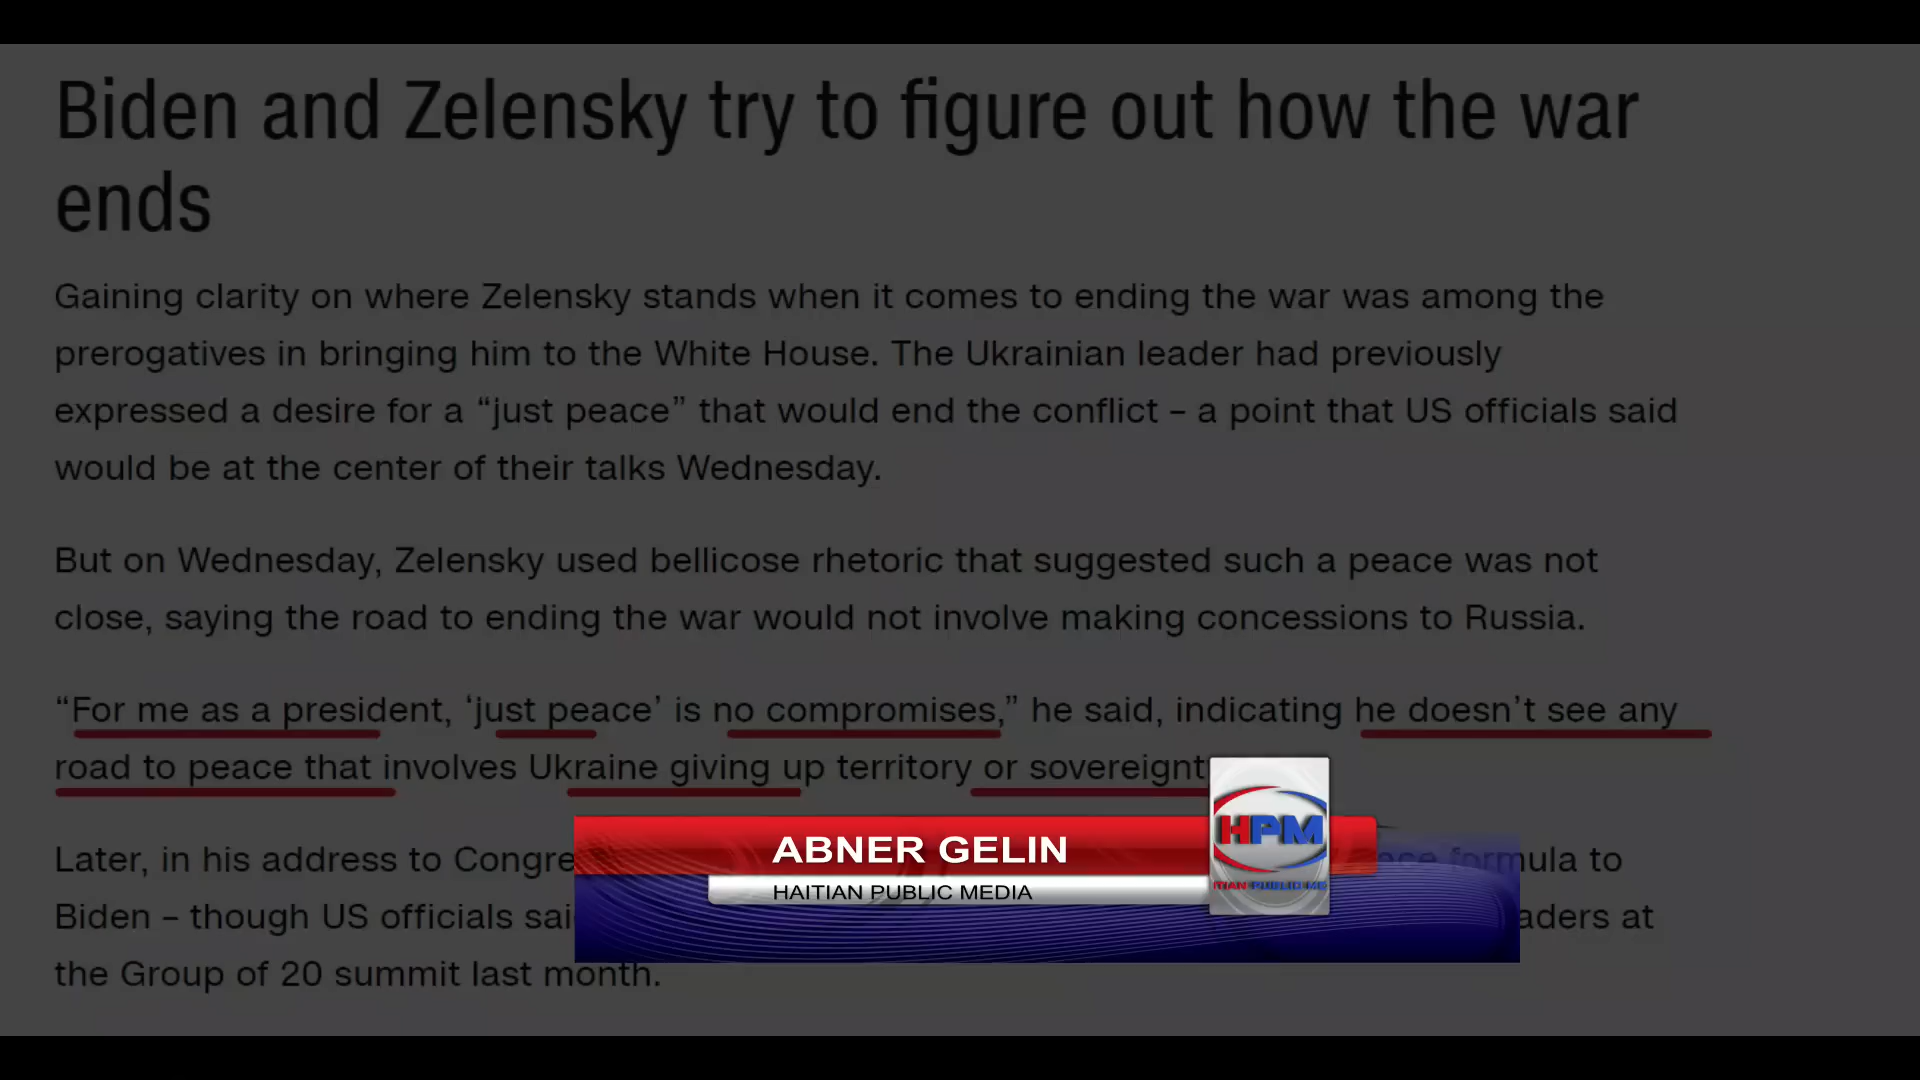 Biden and Zelensky try to figure out how the war
ends
Gaining clarity on where Zelensky stands when it comes to ending the war was among the
prerogatives in bringing him to the White House. The Ukrainian leader had previously
expressed a desire for a “just peace” that would end the conflict – a point that US officials said
would be at the center of their talks Wednesday.
But on Wednesday, Zelensky used bellicose rhetoric that suggested such a peace was not
close, saying the road to ending the war would not involve making concessions to Russia.
“For me as a president, ‘just peace’ is no compromises,” he said, indicating he doesn’t see any
road to peace that involves Ukraine giving up territory or
Later, in his address to formula to
Biden – though US officials at
the Group of 20 summit last month.
ABNER GELIN
HAITIAN PUBLIC MEDIA
HPM